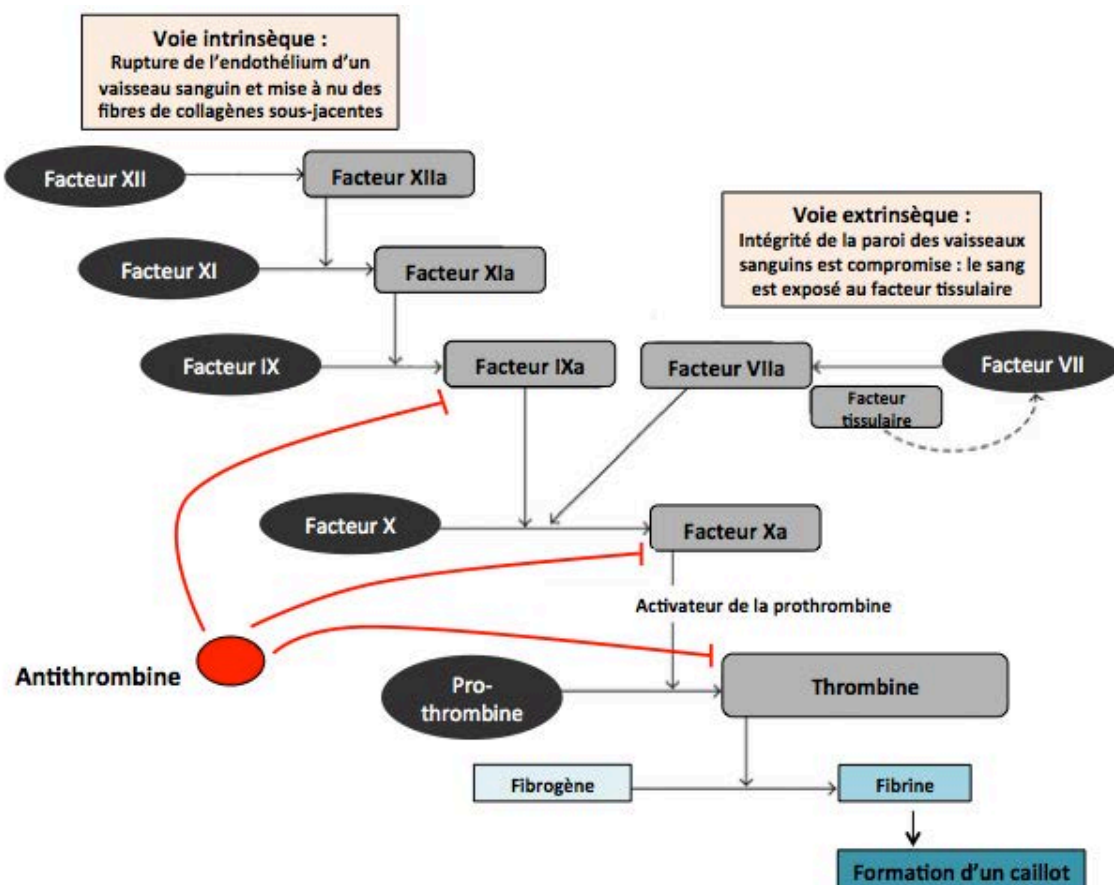 Voie intrinsèque :
Rupture de l'endothélium d'un
vaisseau sanguin et mise à nu des
fibres de collagènes sous-jacentes
Facteur XII
Facteur XIIa
Voie extrinsèque :
Intégrité de la paroi des vaisseaux
sanguins est compromise : le sang
est exposé au facteur tissulaire
Facteur XI
Facteur XIa
Facteur IX
Facteur IXa
Facteur VIIa
Facteur VII
Facteur
tissulaire
Facteur X
Facteur Xa
Activateur de la prothrombine
Antithrombine
Pro-
thrombine
Thrombine
Fibrogène
Fibrine
Formation d'un caillot